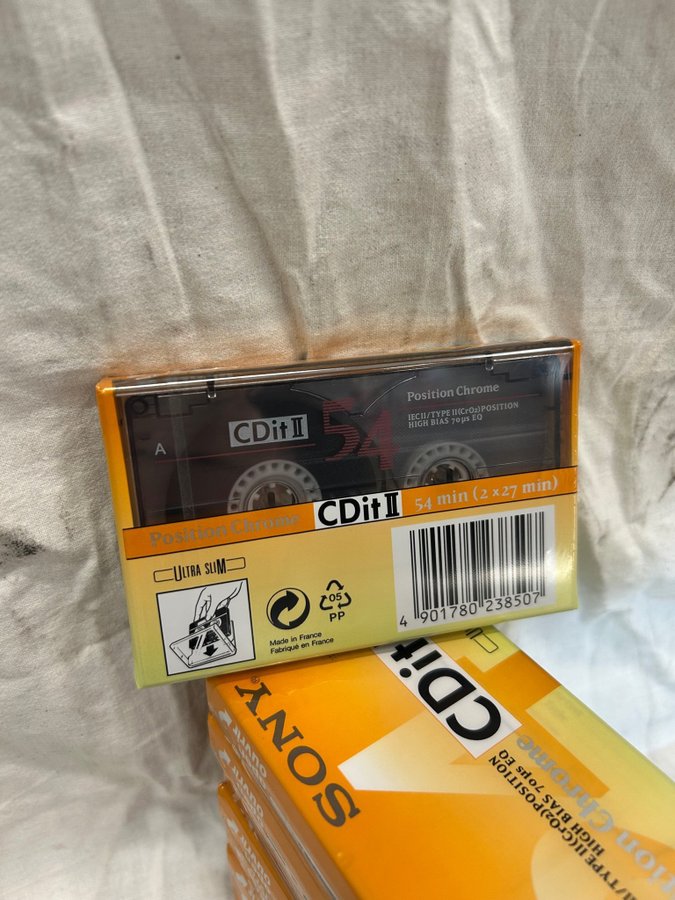 Position Chrome
IECII/TYPE II(CrO2)POSITION
HIGH BIAS 70μs EQ
A
CDit II
54
Position Chrome CDit II 54 min (2 x 27 min)
ULTRA SLIM
05
PP
Made in France
Fabriqué en France
4 901780 238507
SONY®
CDit
II/TYPE II(CrO2)POSITION
HIGH BIAS 70μs EQ
tion Chrome